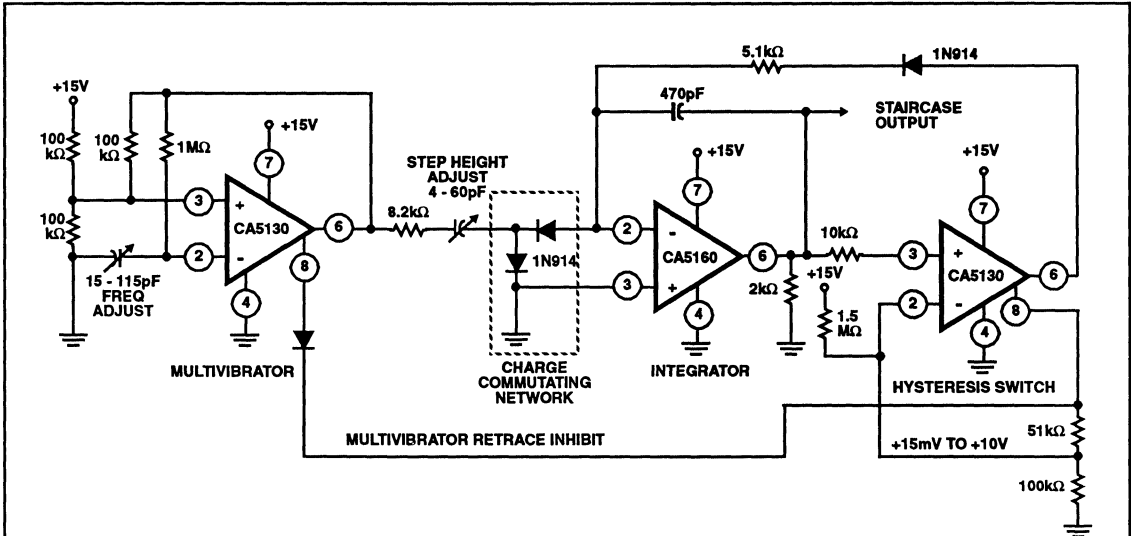 +15V
100
kΩ
100
kΩ
1MΩ
+15V
7
3
+
CA5130
6
100
kΩ
2
-
8
4
15 - 115pF
FREQ
ADJUST
MULTIVIBRATOR
STEP HEIGHT
ADJUST
4 - 60pF
8.2kΩ
1N914
CHARGE
COMMUTATING
NETWORK
5.1kΩ
1N914
470pF
STAIRCASE
OUTPUT
+15V
7
2
-
CA5160
6
3
+
4
2kΩ
INTEGRATOR
10kΩ
+15V
1.5
MΩ
+15V
7
3
+
CA5130
6
2
-
8
4
HYSTERESIS SWITCH
MULTIVIBRATOR RETRACE INHIBIT
+15mV TO +10V
51kΩ
100kΩ